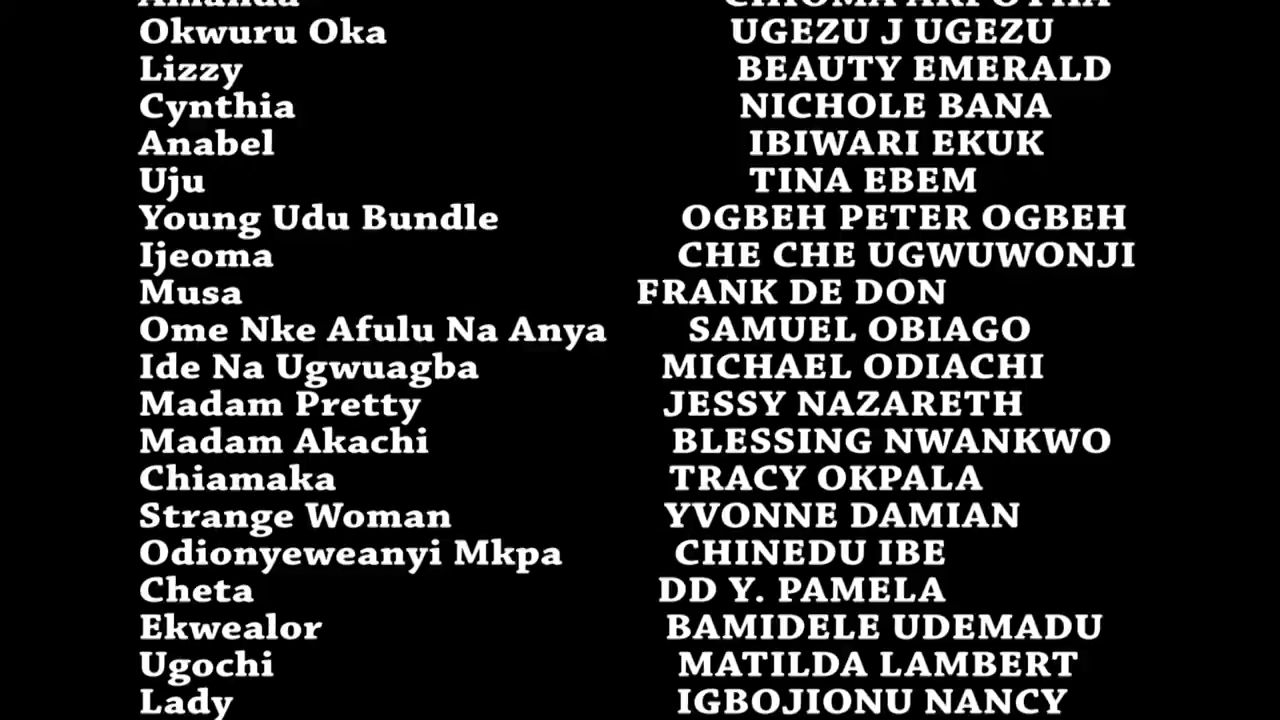 Okwuru Oka UGEZU J UGEZU
Lizzy BEAUTY EMERALD
Cynthia NICHOLE BANA
Anabel IBIWARI EKUK
Uju TINA EBEM
Young Udu Bundle OGBEH PETER OGBEH
Ijeoma CHE CHE UGWUWONJI
Musa FRANK DE DON
Ome Nke Afulu Na Anya SAMUEL OBIAGO
Ide Na Ugwuagba MICHAEL ODIACHI
Madam Pretty JESSY NAZARETH
Madam Akachi BLESSING NWANKWO
Chiamaka TRACY OKPALA
Strange Woman YVONNE DAMIAN
Odionyeweanyi Mkpa CHINEDU IBE
Cheta DD Y. PAMELA
Ekwealor BAMIDELE UDEMADU
Ugochi MATILDA LAMBERT
Lady IGBOJIONU NANCY